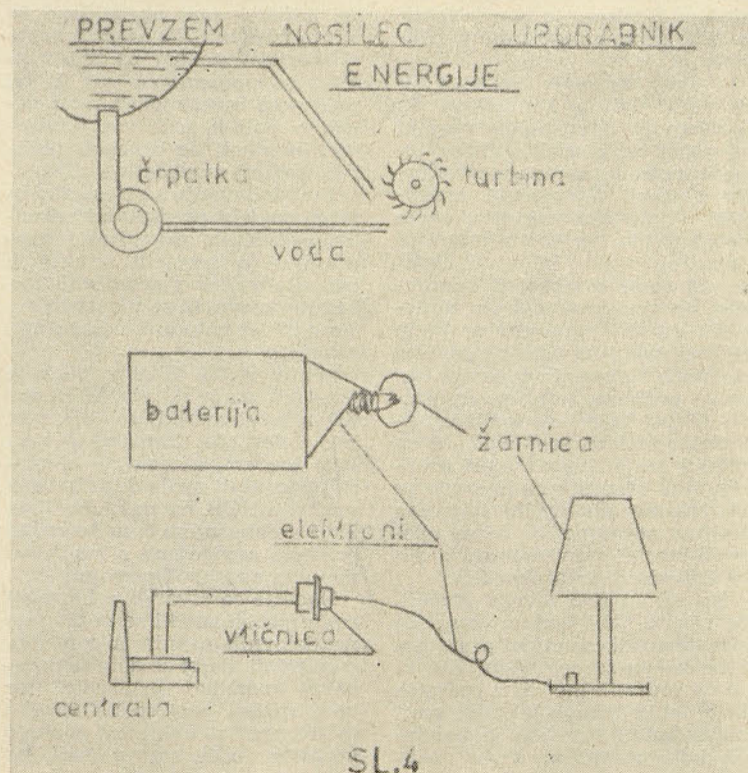 PREVZEM NOSILEC UPORABNIK
ENERGIJE
črpalka turbina
voda
baterija
žarnica
elektroni
vtičnica
centrala
SL.4